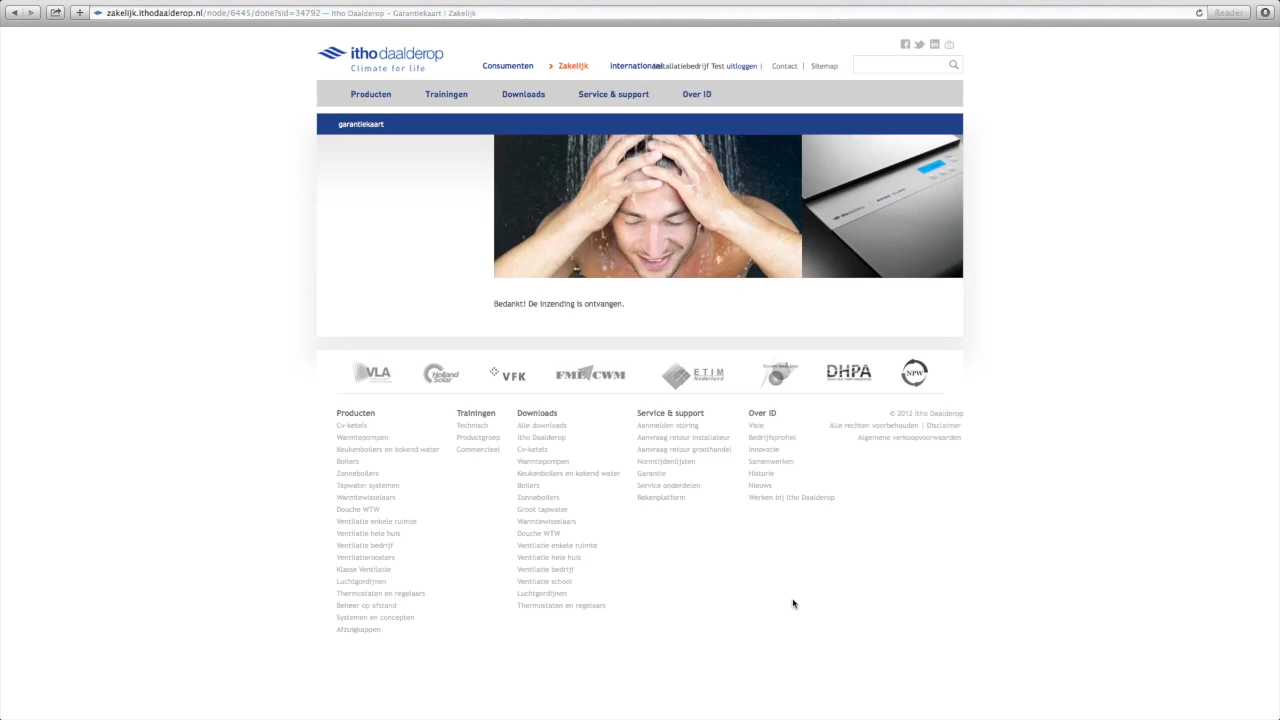 zakelijk.ithodaalderop.nl/node/6445/done?sid=34792 — Itho Daalderop – Garantiekaart | Zakelijk
Reader
itho daalderop
Climate for life
Consumenten
Zakelijk
Internationaal
Installatiebedrijf Test uitloggen |
Contact |
Sitemap
Producten
Trainingen
Downloads
Service & support
Over ID
garantiekaart
Bedankt! De inzending is ontvangen.
VLA
Holland Solar
VFK
FME CWM
ETIM Nederland
DHPA
NPW
Producten
Cv-ketels
Warmtepompen
Keukenboilers en kokend water
Boilers
Zonneboilers
Tapwater systemen
Warmtewisselaars
Douche WTW
Ventilatie enkele ruimte
Ventilatie hele huis
Ventilatie bedrijf
Ventilatieroosters
Klasse Ventilatie
Luchtgordijnen
Thermostaten en regelaars
Beheer op afstand
Systemen en concepten
Afzuigkappen
Trainingen
Technisch
Productgroep
Commercieel
Downloads
Alle downloads
Itho Daalderop
Cv-ketels
Warmtepompen
Keukenboilers en kokend water
Boilers
Zonneboilers
Groot tapwater
Warmtewisselaars
Douche WTW
Ventilatie enkele ruimte
Ventilatie hele huis
Ventilatie bedrijf
Ventilatie school
Luchtgordijnen
Thermostaten en regelaars
Service & support
Aanmelden storing
Aanvraag retour installateur
Aanvraag retour groothandel
Normtijdenlijsten
Garantie
Service onderdelen
Rekenplatform
Over ID
Visie
Bedrijfsprofiel
Innovatie
Samenwerken
Historie
Nieuws
Werken bij Itho Daalderop
© 2012 Itho Daalderop
Alle rechten voorbehouden | Disclaimer
Algemene verkoopvoorwaarden